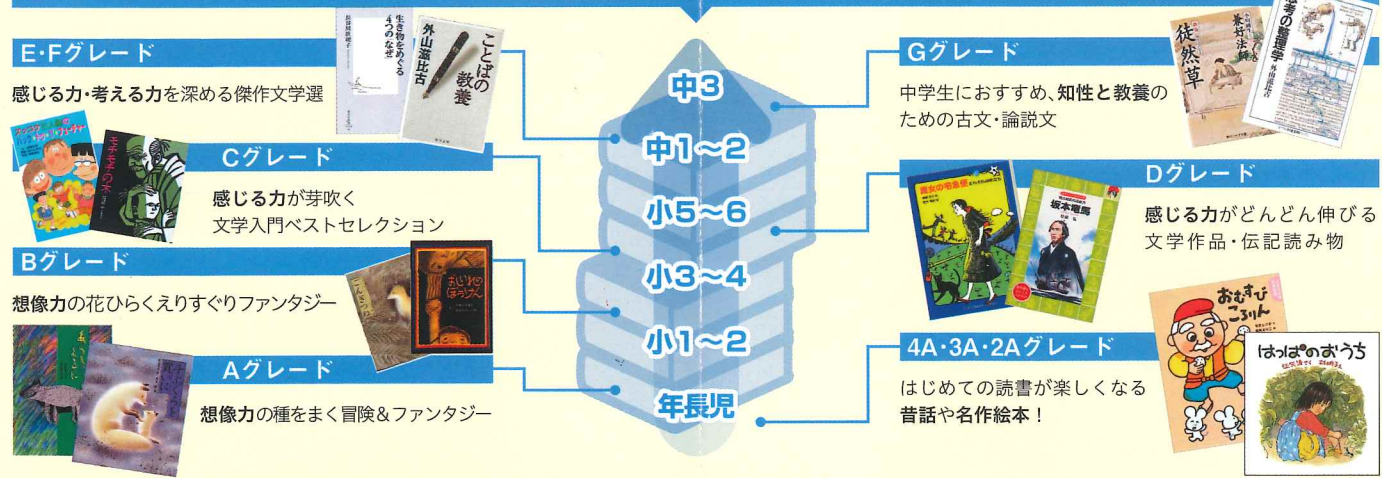 E・Fグレード
感じる力・考える力を深める傑作文学選
生き物をめぐる
4つのなぜ
ことばの
教養
外山滋比古
Cグレード
感じる力が芽吹く
文学入門ベストセレクション
モチモチの木
Bグレード
想像力の花ひらくえりすぐりファンタジー
おしいれの
ぼうけん
Aグレード
想像力の種をまく冒険&ファンタジー
中3
中1~2
小5~6
小3~4
小1~2
年長児
Gグレード
中学生におすすめ、知性と教養の
ための古文・論説文
兼好法師
徒然草
思考の整理学
外山滋比古
Dグレード
感じる力がどんどん伸びる
文学作品・伝記読み物
魔女の宅急便
坂本竜馬
4A・3A・2Aグレード
はじめての読書が楽しくなる
昔話や名作絵本!
おむすび
ころりん
はっぱのおうち